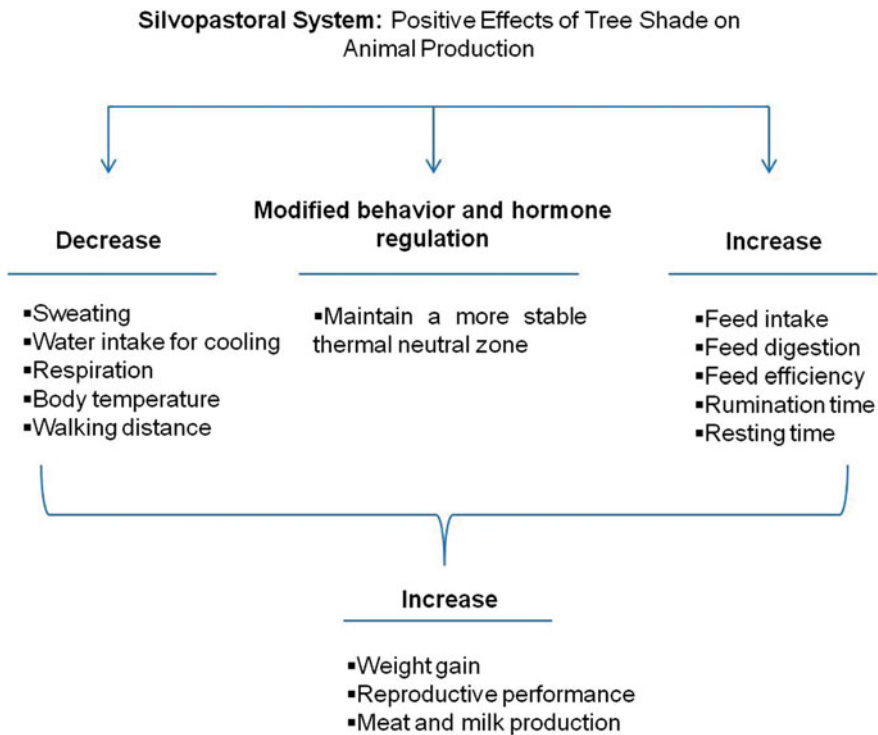 Silvopastoral System: Positive Effects of Tree Shade on
Animal Production
Decrease
▪Sweating
▪Water intake for cooling
▪Respiration
▪Body temperature
▪Walking distance
Modified behavior and hormone
regulation
▪Maintain a more stable
thermal neutral zone
Increase
▪Feed intake
▪Feed digestion
▪Feed efficiency
▪Rumination time
▪Resting time
Increase
▪Weight gain
▪Reproductive performance
▪Meat and milk production